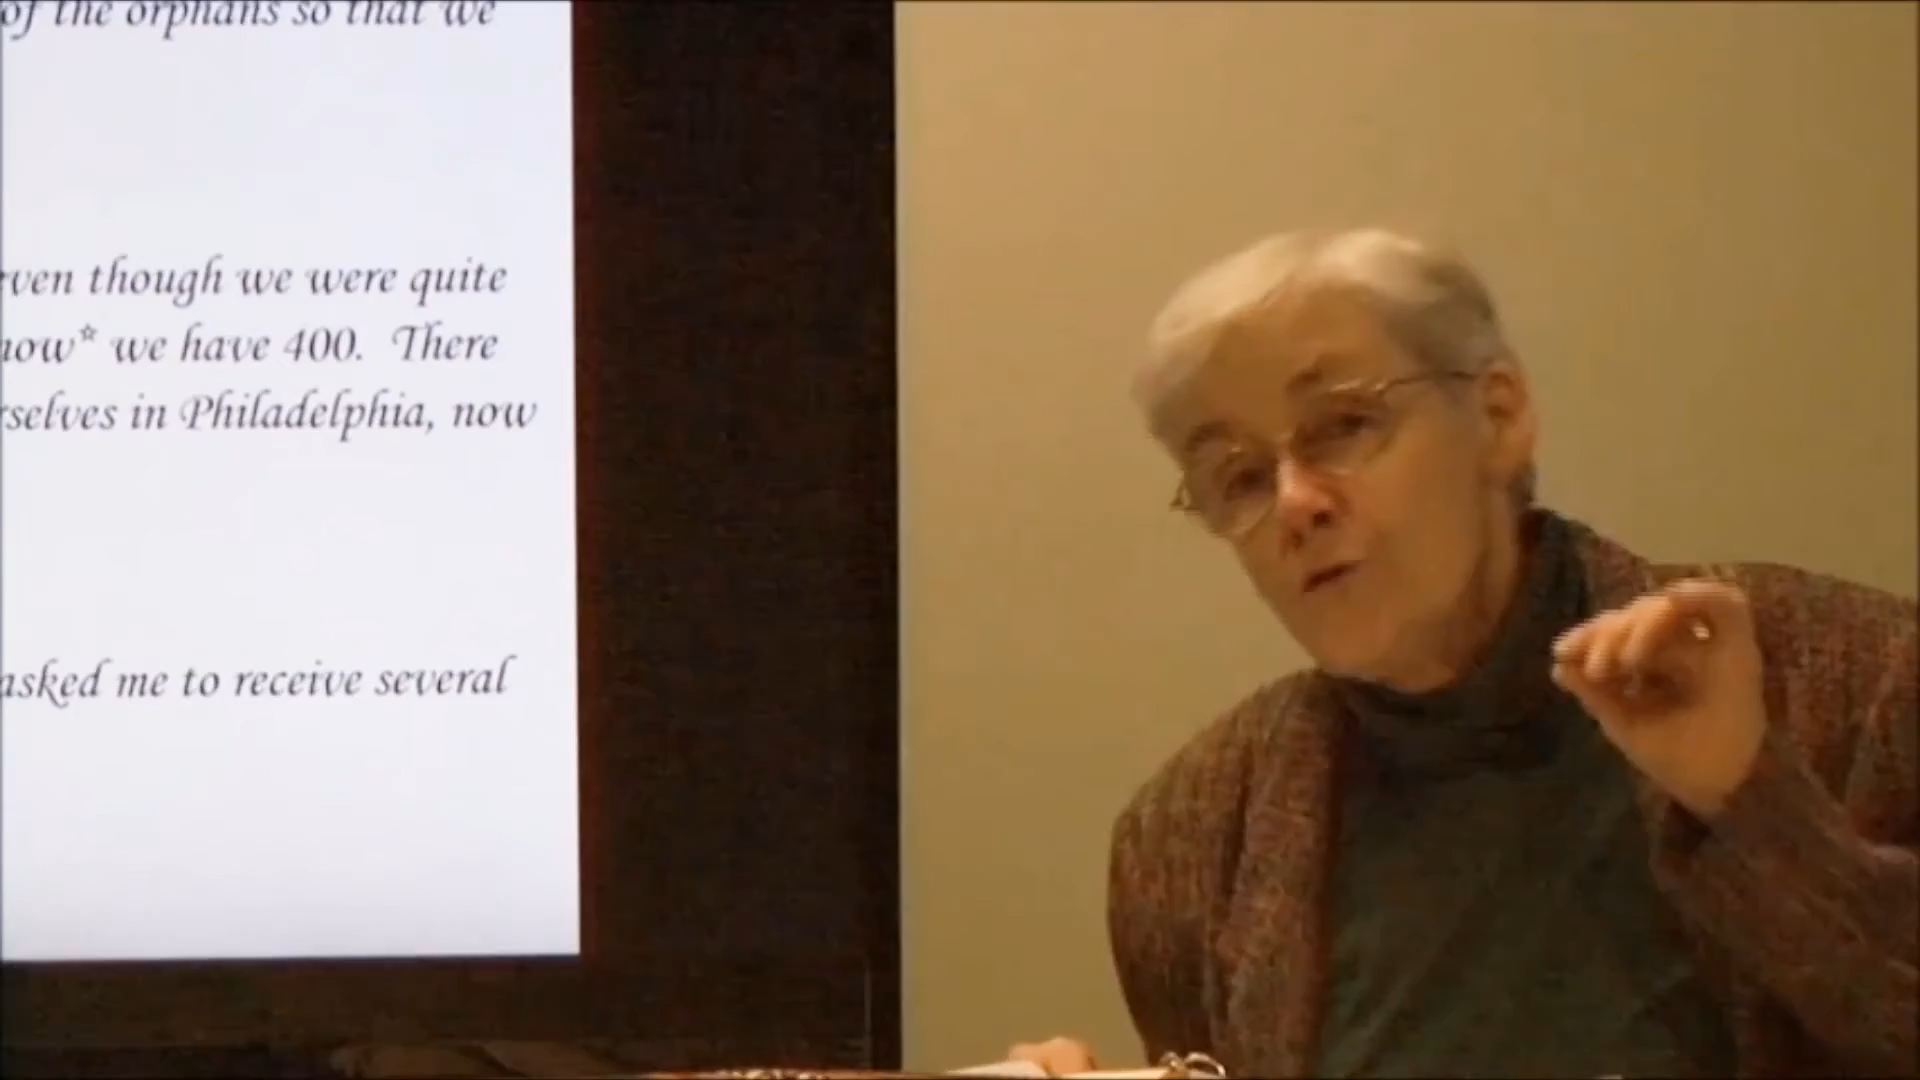 of the orphans so that we
even though we were quite
now* we have 400. There
rselves in Philadelphia, now
asked me to receive several